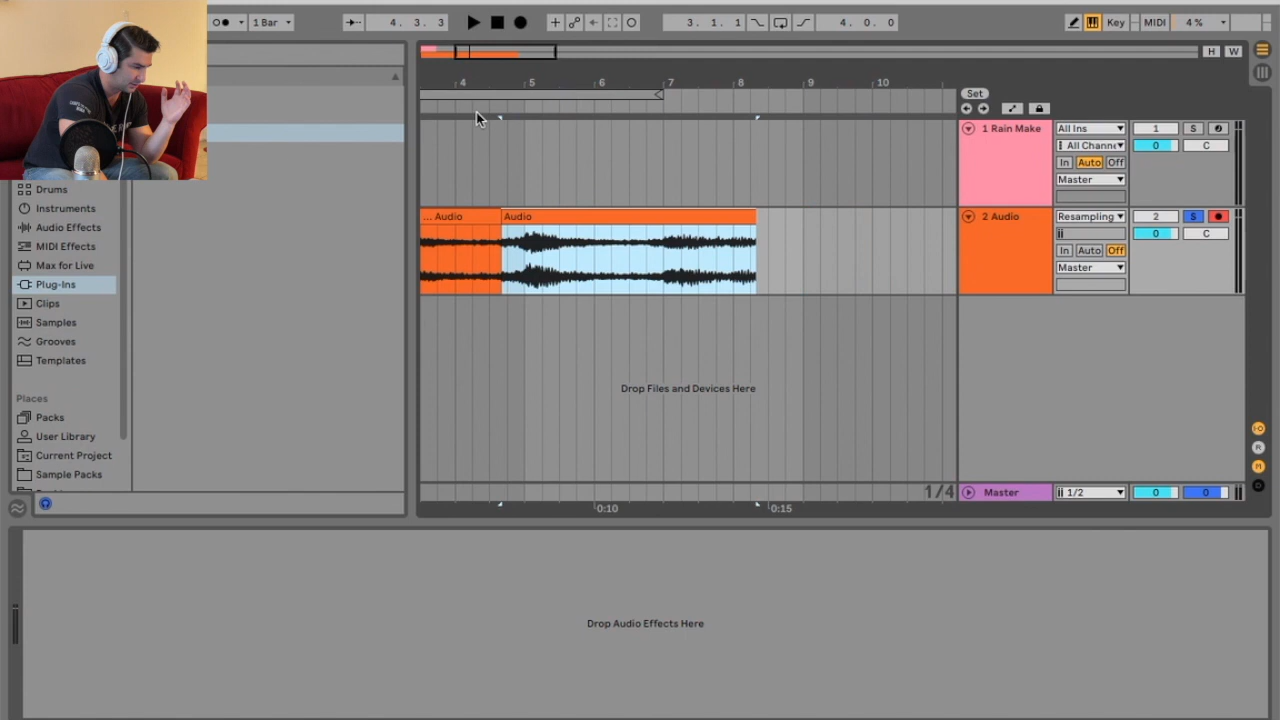 1 Bar
4. 3. 3
3. 1. 1
4. 0. 0
Key
MIDI
4 %
H
W
4
5
6
7
8
10
Set
1 Rain Make
All Ins
1
S
All Channe
0
C
In
Auto
Off
Master
... Audio
Audio
2 Audio
Resampling
2
S
0
C
In
Auto
Off
Master
Drums
Instruments
Audio Effects
MIDI Effects
Max for Live
Plug-Ins
Clips
Samples
Grooves
Templates
Places
Packs
User Library
Current Project
Sample Packs
Drop Files and Devices Here
1/4
Master
1/2
0
0
0:10
0:15
I·O
R
M
D
Drop Audio Effects Here